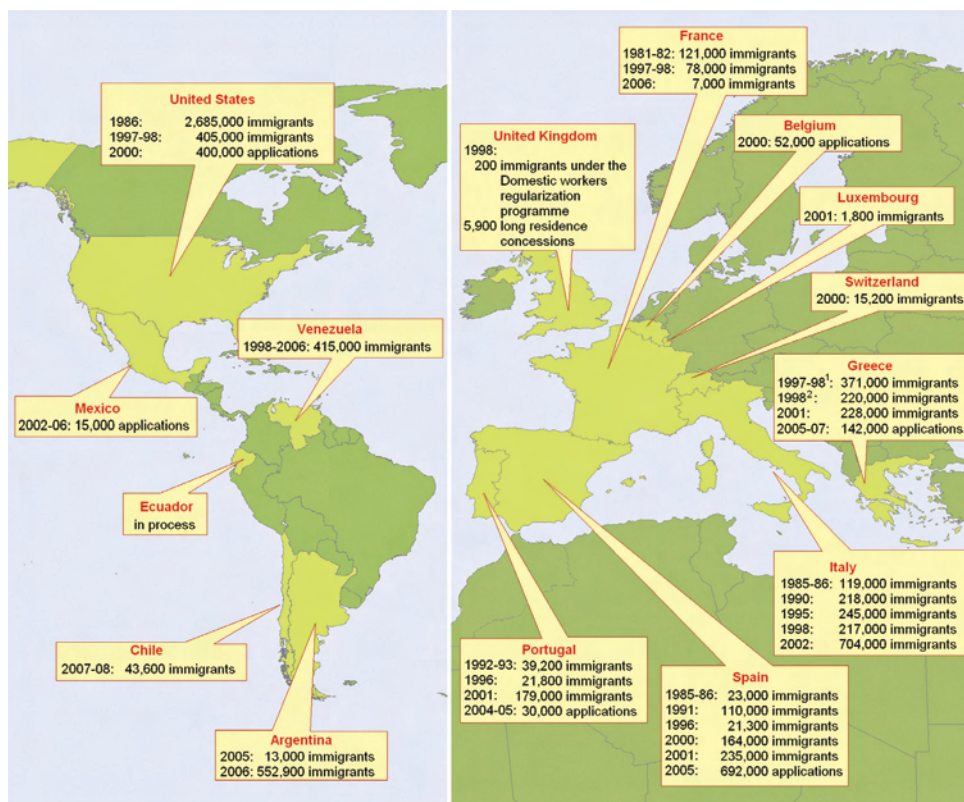 United States
1986: 2,685,000 immigrants
1997-98: 405,000 immigrants
2000: 400,000 applications
Venezuela
1998-2006: 415,000 immigrants
Mexico
2002-06: 15,000 applications
Ecuador
in process
Chile
2007-08: 43,600 immigrants
Argentina
2005: 13,000 immigrants
2006: 552,900 immigrants
France
1981-82: 121,000 immigrants
1997-98: 78,000 immigrants
2006: 7,000 immigrants
United Kingdom
1998:
200 immigrants under the
Domestic workers
regularization
programme
5,900 long residence
concessions
Belgium
2000: 52,000 applications
Luxembourg
2001: 1,800 immigrants
Switzerland
2000: 15,200 immigrants
Greece
1997-98¹: 371,000 immigrants
1998²: 220,000 immigrants
2001: 228,000 immigrants
2005-07: 142,000 applications
Italy
1985-86: 119,000 immigrants
1990: 218,000 immigrants
1995: 245,000 immigrants
1998: 217,000 immigrants
2002: 704,000 immigrants
Portugal
1992-93: 39,200 immigrants
1996: 21,800 immigrants
2001: 179,000 immigrants
2004-05: 30,000 applications
Spain
1985-86: 23,000 immigrants
1991: 110,000 immigrants
1996: 21,300 immigrants
2000: 164,000 immigrants
2001: 235,000 immigrants
2005: 692,000 applications